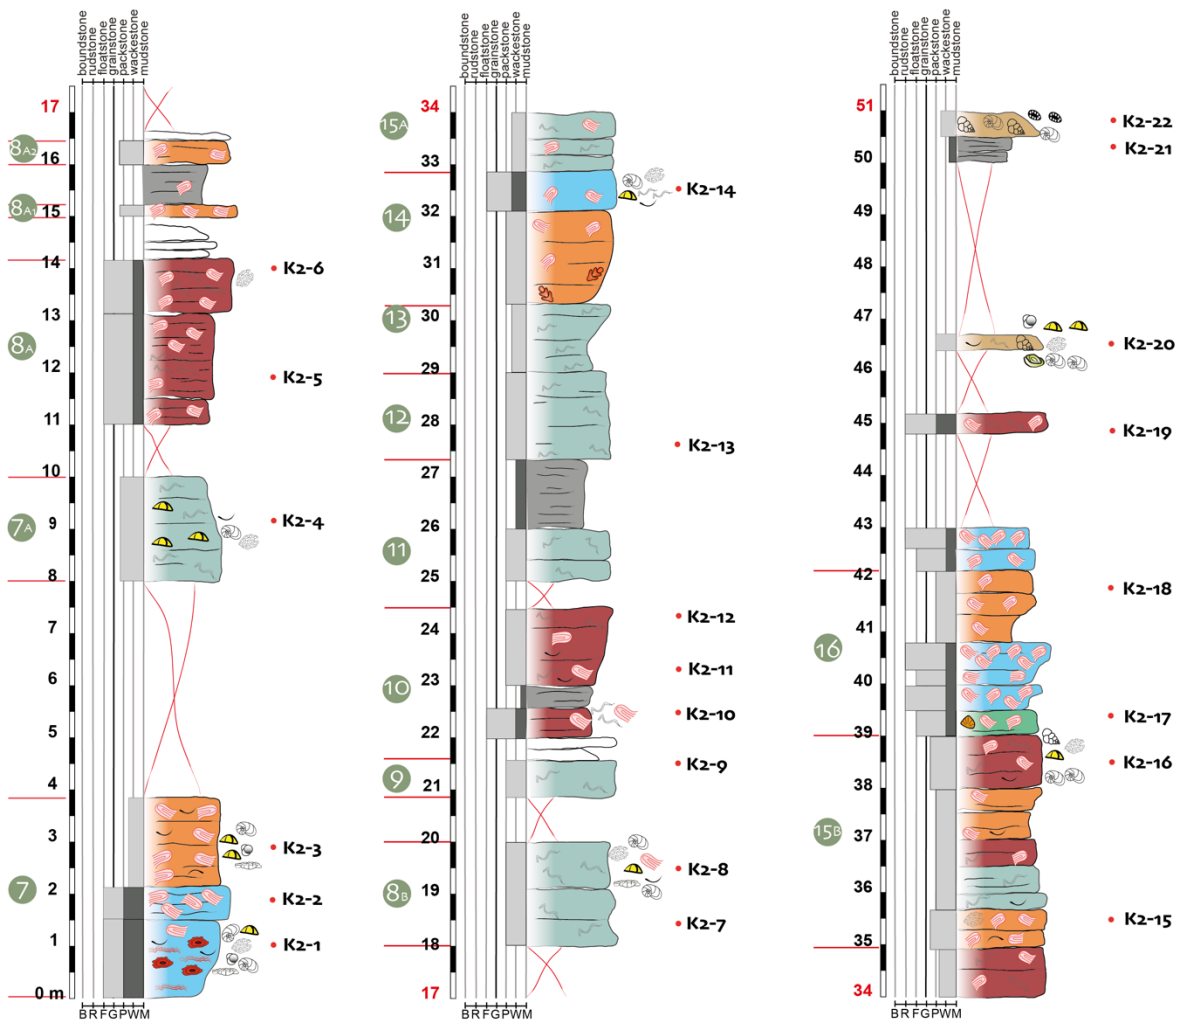 boundstone
rudstone
floatstone
grainstone
packstone
wackestone
mudstone
17
8A2
16
8A1
15
14
K2-6
13
8A
12
K2-5
11
10
7A
9
K2-4
8
7
6
5
4
3
K2-3
7
2
K2-2
1
K2-1
0 m
B R F G P W M
boundstone
rudstone
floatstone
grainstone
packstone
wackestone
mudstone
34
15A
33
K2-14
32
14
31
30
13
29
12
28
K2-13
27
26
11
25
24
K2-12
K2-11
23
10
K2-10
22
K2-9
9
21
20
K2-8
19
8B
K2-7
18
17
B R F G P W M
boundstone
rudstone
floatstone
grainstone
packstone
wackestone
mudstone
51
K2-22
K2-21
50
49
48
47
K2-20
46
45
K2-19
44
43
42
K2-18
41
16
40
K2-17
39
K2-16
38
15B
37
36
K2-15
35
34
B R F G P W M